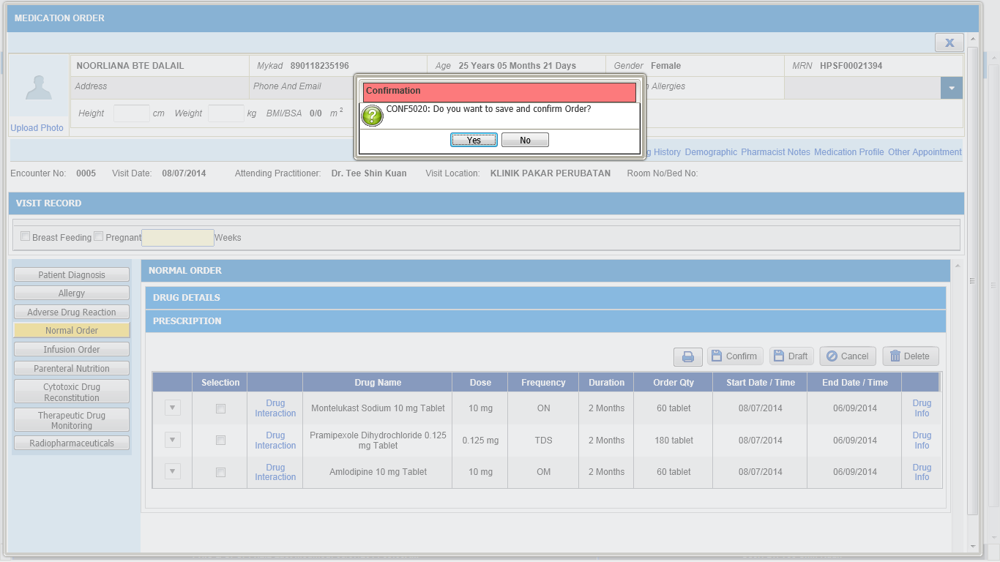 MEDICATION ORDER
X
NOORLIANA BTE DALAIL Mykad 890118235196 Age 25 Years 05 Months 21 Days Gender Female MRN HPSF00021394
Address Phone And Email n Allergies
Height cm Weight kg BMI/BSA 0/0 m 2
Upload Photo
Confirmation
CONF5020: Do you want to save and confirm Order?
Yes No
g History Demographic Pharmacist Notes Medication Profile Other Appointment
Encounter No: 0005 Visit Date: 08/07/2014 Attending Practitioner: Dr. Tee Shin Kuan Visit Location: KLINIK PAKAR PERUBATAN Room No/Bed No:
VISIT RECORD
Breast Feeding Pregnant Weeks
Patient Diagnosis
Allergy
Adverse Drug Reaction
Normal Order
Infusion Order
Parenteral Nutrition
Cytotoxic Drug
Reconstitution
Therapeutic Drug
Monitoring
Radiopharmaceuticals
NORMAL ORDER
DRUG DETAILS
PRESCRIPTION
Confirm Draft Cancel Delete
Selection Drug Name Dose Frequency Duration Order Qty Start Date / Time End Date / Time
Drug Interaction Montelukast Sodium 10 mg Tablet 10 mg ON 2 Months 60 tablet 08/07/2014 06/09/2014 Drug Info
Drug Interaction Pramipexole Dihydrochloride 0.125 mg Tablet 0.125 mg TDS 2 Months 180 tablet 08/07/2014 06/09/2014 Drug Info
Drug Interaction Amlodipine 10 mg Tablet 10 mg OM 2 Months 60 tablet 08/07/2014 06/09/2014 Drug Info